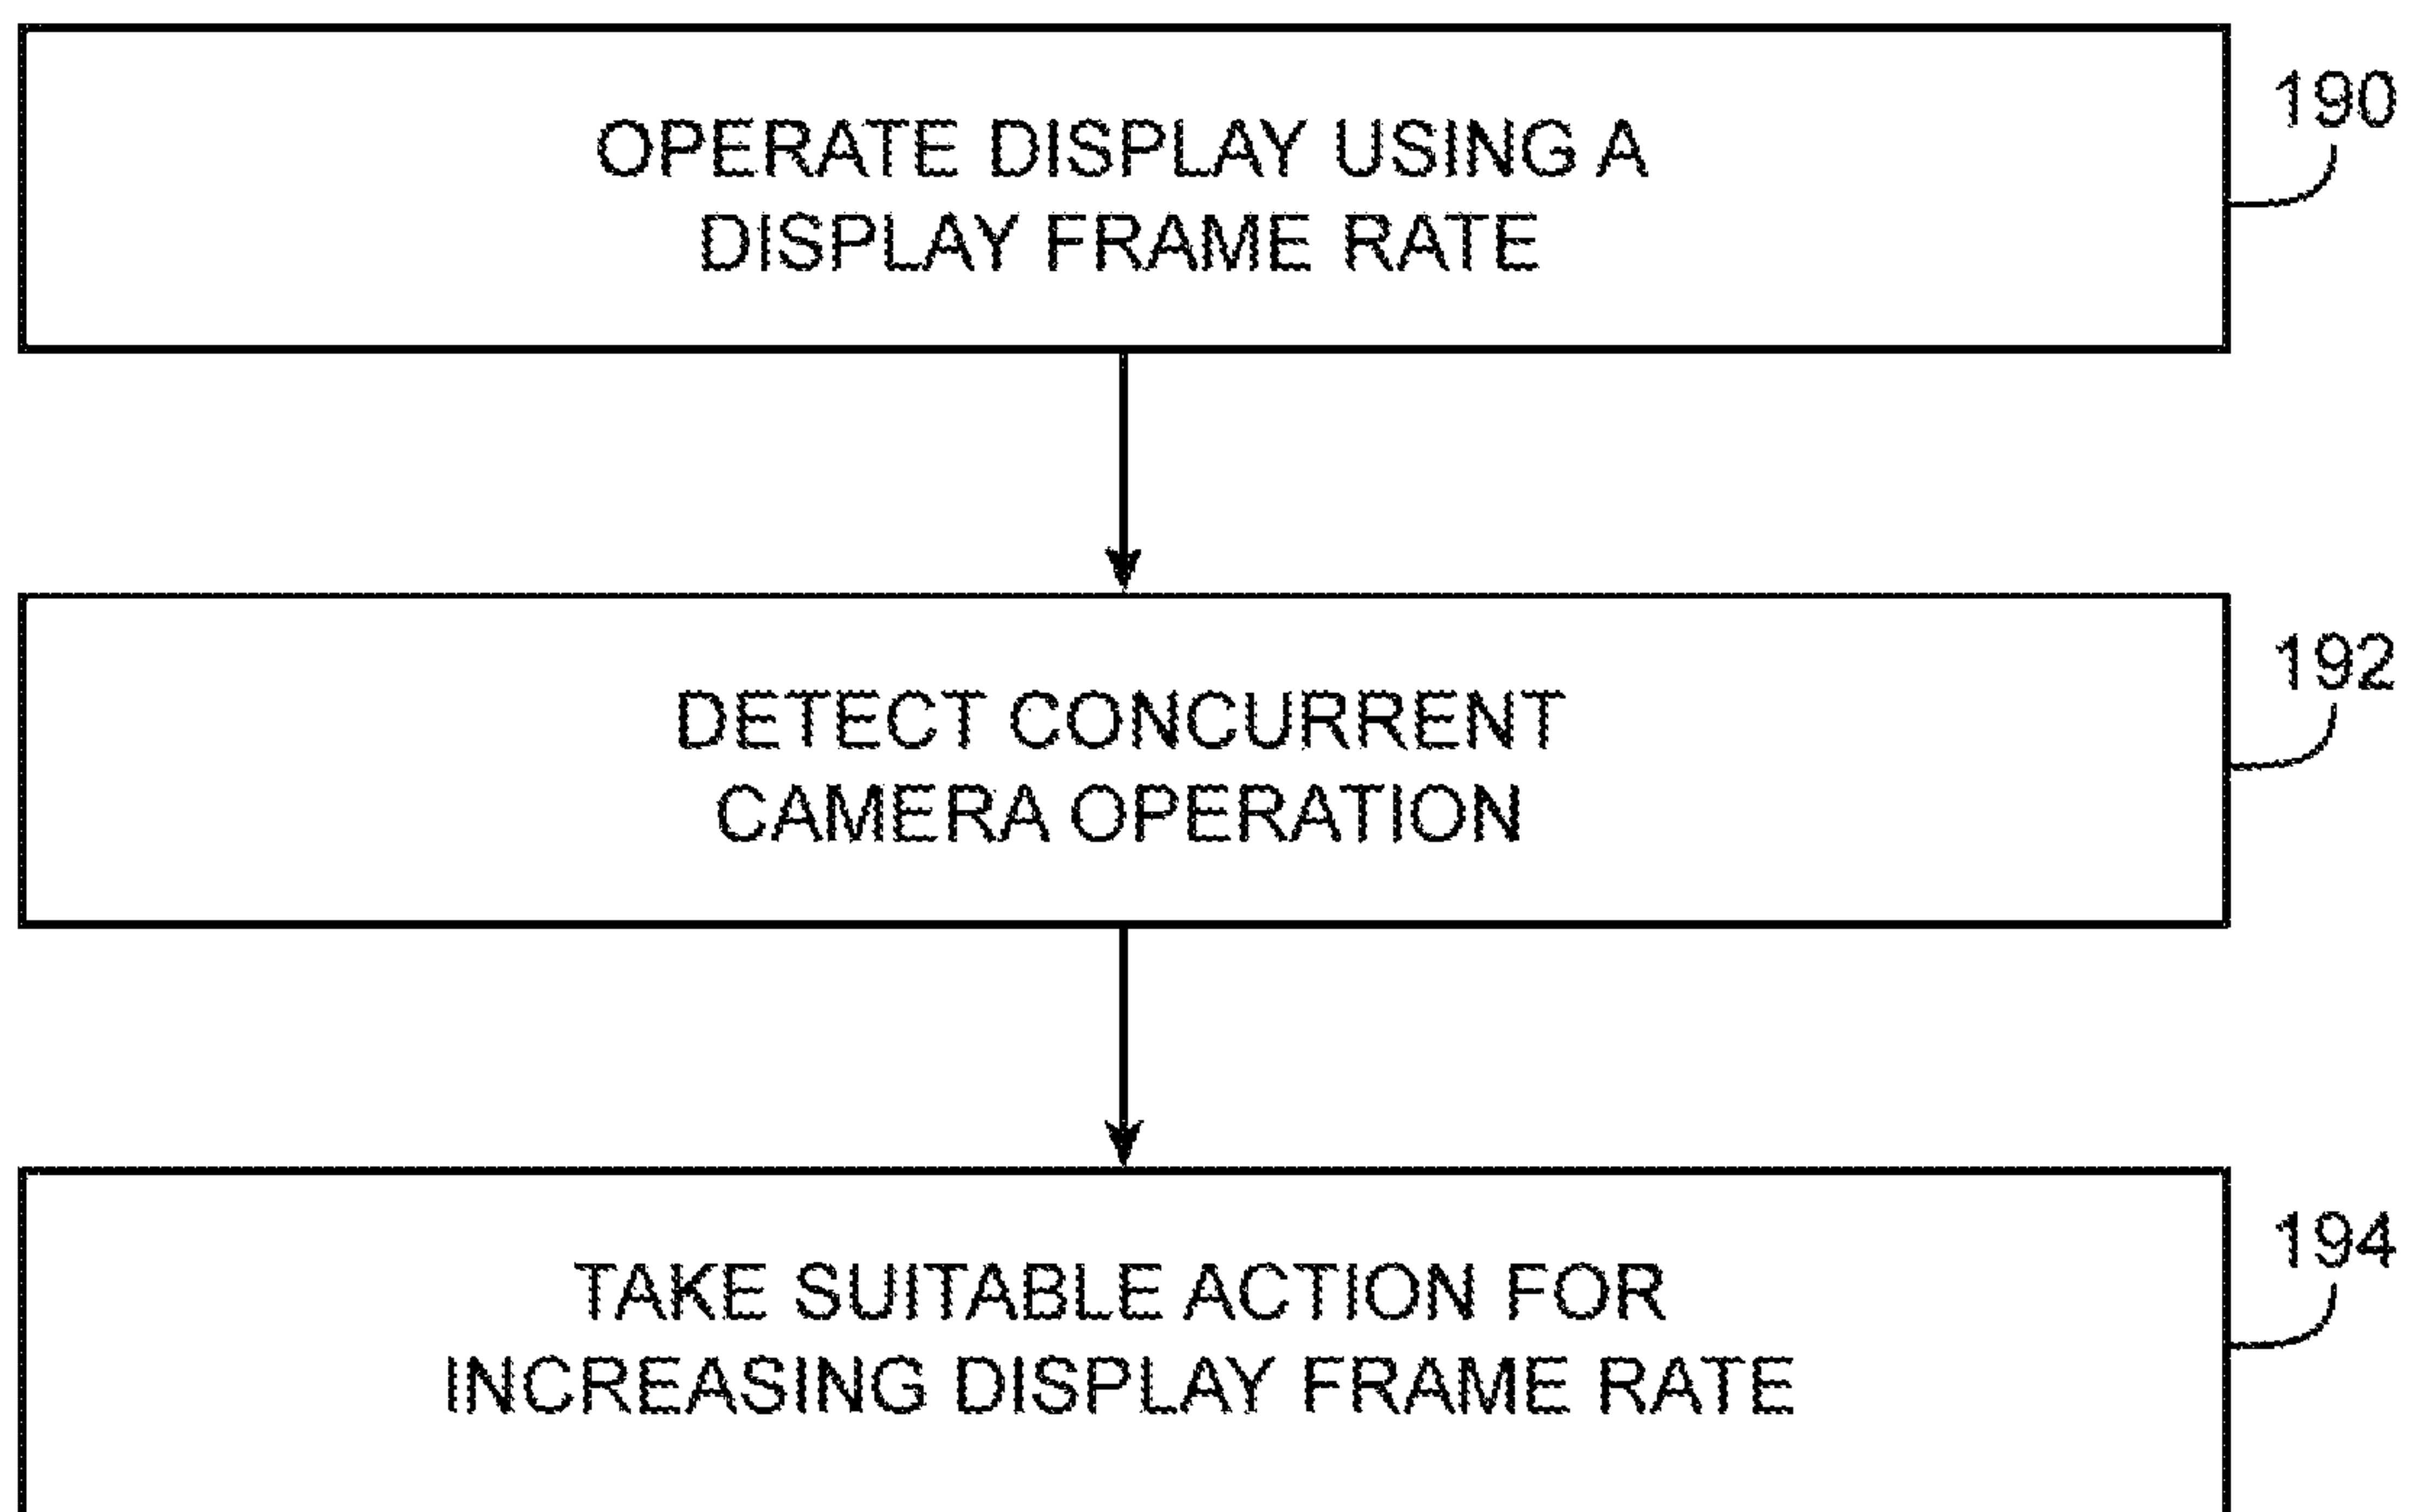 190
OPERATE DISPLAY USING A
DISPLAY FRAME RATE
192
DETECT CONCURRENT
CAMERA OPERATION
194
TAKE SUITABLE ACTION FOR
INCREASING DISPLAY FRAME RATE